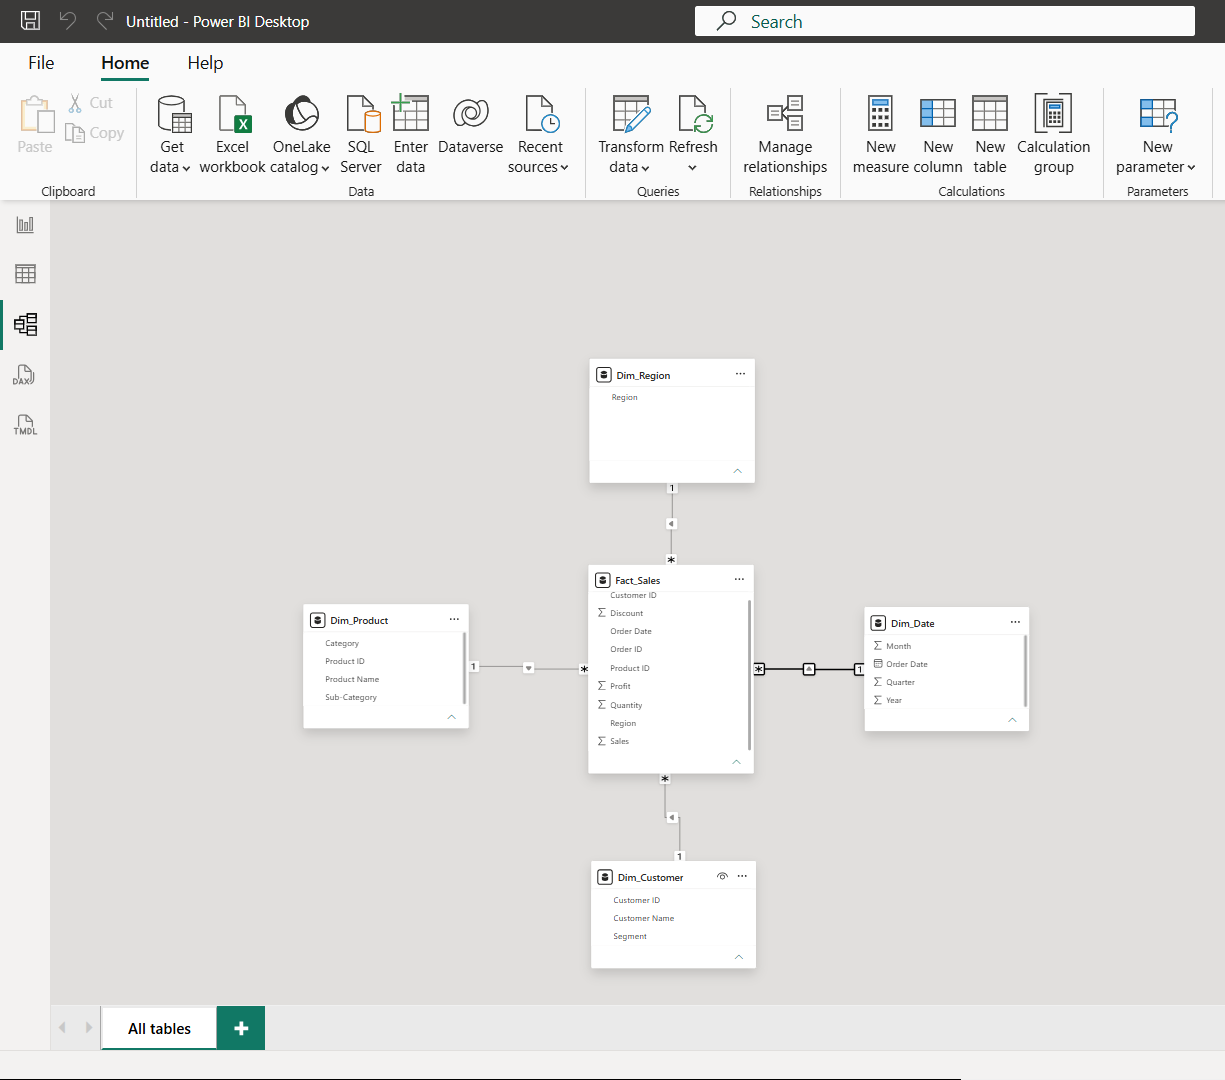 Untitled - Power BI Desktop
Search
File Home Help
Paste
Cut
Copy
Get data
Excel workbook
OneLake catalog
SQL Server
Enter data
Dataverse
Recent sources
Transform data
Refresh
Manage relationships
New measure
New column
New table
Calculation group
New parameter
Clipboard
Data
Queries
Relationships
Calculations
Parameters
DAX
TMDL
Dim_Region
Region
1
*
Fact_Sales
Customer ID
Discount
Order Date
Order ID
Product ID
Profit
Quantity
Region
Sales
Dim_Product
Category
Product ID
Product Name
Sub-Category
1
*
Dim_Date
Month
Order Date
Quarter
Year
*
1
*
1
Dim_Customer
Customer ID
Customer Name
Segment
All tables
+